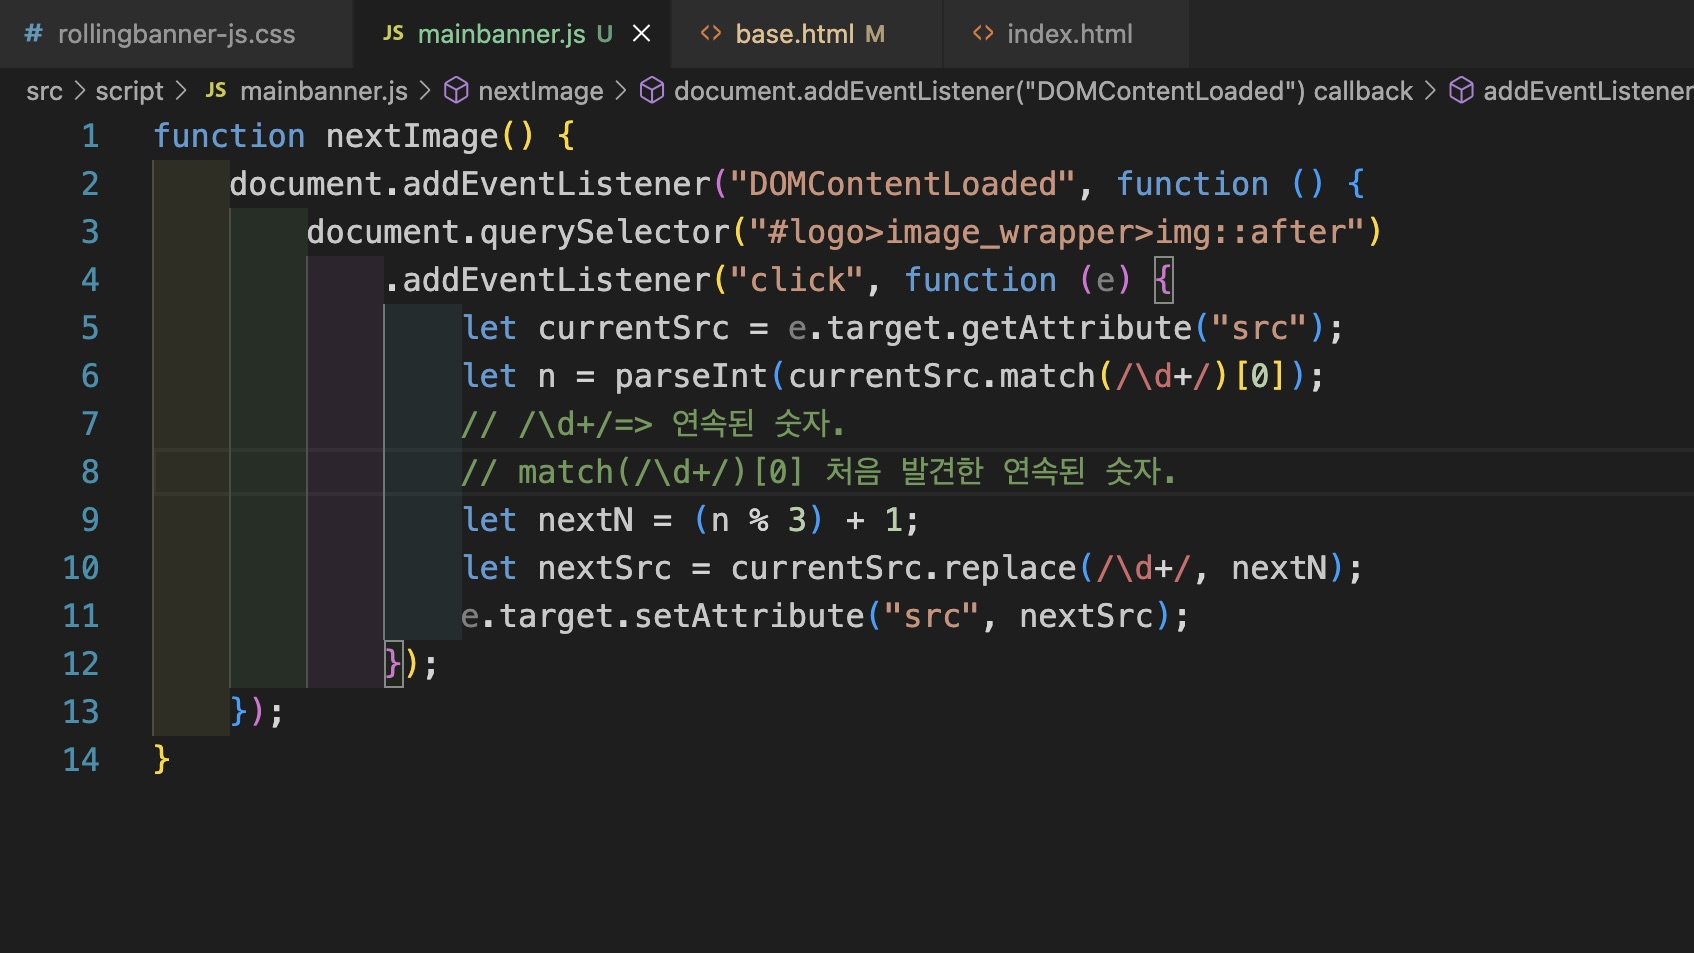 # rollingbanner-js.css JS mainbanner.js U × <> base.html M <> index.html
src > script > JS mainbanner.js > nextImage > document.addEventListener("DOMContentLoaded") callback > addEventListener
1 function nextImage() {
2 document.addEventListener("DOMContentLoaded", function () {
3 document.querySelector("#logo>image_wrapper>img::after")
4 .addEventListener("click", function (e) {
5 let currentSrc = e.target.getAttribute("src");
6 let n = parseInt(currentSrc.match(/\d+/)[0]);
7 // /\d+/=> 연속된 숫자.
8 // match(/\d+/)[0] 처음 발견한 연속된 숫자.
9 let nextN = (n % 3) + 1;
10 let nextSrc = currentSrc.replace(/\d+/, nextN);
11 e.target.setAttribute("src", nextSrc);
12 });
13 });
14 }